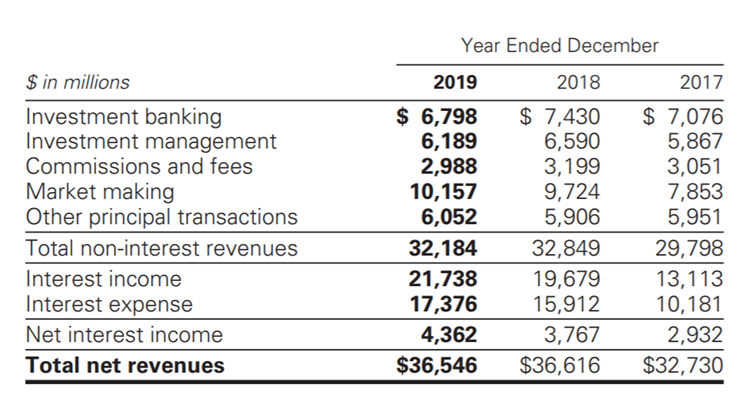 Year Ended December
$ in millions 2019 2018 2017
Investment banking $ 6,798 $ 7,430 $ 7,076
Investment management 6,189 6,590 5,867
Commissions and fees 2,988 3,199 3,051
Market making 10,157 9,724 7,853
Other principal transactions 6,052 5,906 5,951
Total non-interest revenues 32,184 32,849 29,798
Interest income 21,738 19,679 13,113
Interest expense 17,376 15,912 10,181
Net interest income 4,362 3,767 2,932
Total net revenues $36,546 $36,616 $32,730